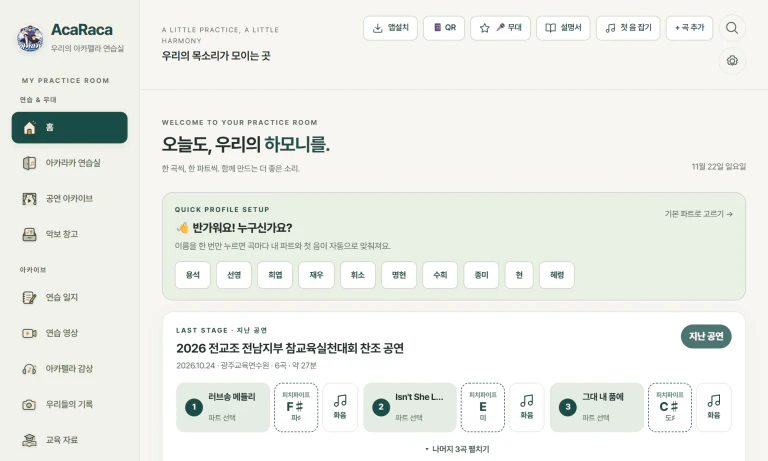 AcaRaca
우리의 아카펠라 연습실
MY PRACTICE ROOM
연습 & 무대
홈
아카라카 연습실
공연 아카이브
악보 창고
아카이브
연습 일지
연습 영상
아카펠라 감상
우리들의 기록
교육 자료
A LITTLE PRACTICE, A LITTLE
HARMONY
우리의 목소리가 모이는 곳
앱설치
QR
무대
설명서
첫 음 잡기
+ 곡 추가
WELCOME TO YOUR PRACTICE ROOM
오늘도, 우리의 하모니를.
한 곡씩, 한 파트씩. 함께 만드는 더 좋은 소리.
11월 22일 일요일
QUICK PROFILE SETUP
👋 반가워요! 누구신가요?
이름을 한 번만 누르면 곡마다 내 파트와 첫 음이 자동으로 맞춰져요.
기본 파트로 고르기 →
용석
선영
희엽
재우
휘소
명현
수희
종미
현
해령
LAST STAGE · 지난 공연
2026 전교조 전남지부 참교육실천대회 찬조 공연
2026.10.24 · 광주교육연수원 · 6곡 · 약 27분
지난 공연
1
러브송 메들리
파트 선택
피치파이프
F♯
파♯
화음
2
Isn't She L...
파트 선택
피치파이프
E
미
화음
3
그대 내 품에
파트 선택
피치파이프
C♯
도♯
화음
나머지 3곡 펼치기